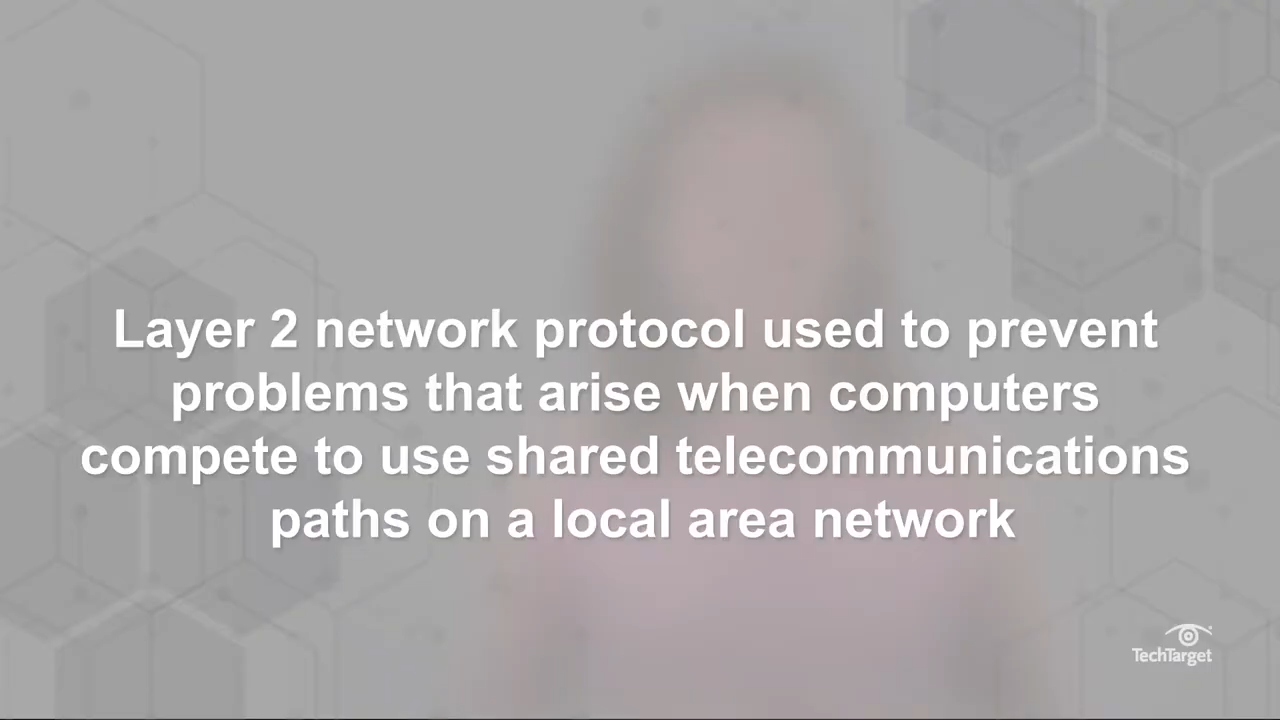 Layer 2 network protocol used to prevent
problems that arise when computers
compete to use shared telecommunications
paths on a local area network
TechTarget